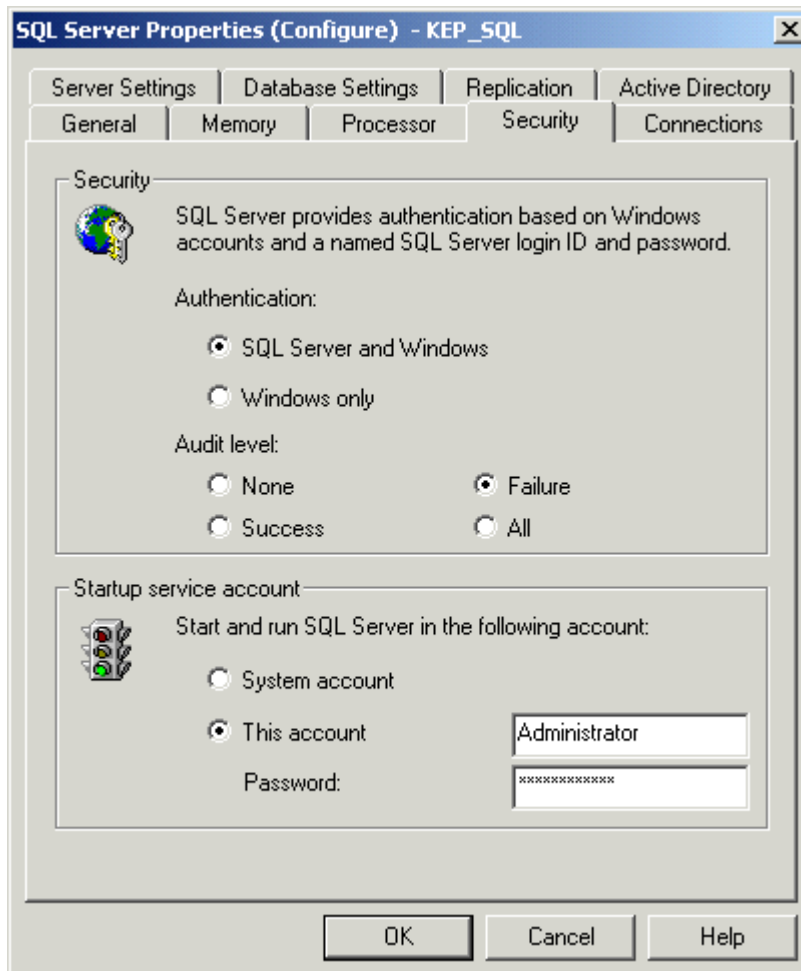 SQL Server Properties (Configure) - KEP_SQL
Server Settings Database Settings Replication Active Directory
General Memory Processor Security Connections
Security
SQL Server provides authentication based on Windows
accounts and a named SQL Server login ID and password.
Authentication:
SQL Server and Windows
Windows only
Audit level:
None Failure
Success All
Startup service account
Start and run SQL Server in the following account:
System account
This account Administrator
Password: ************
OK Cancel Help